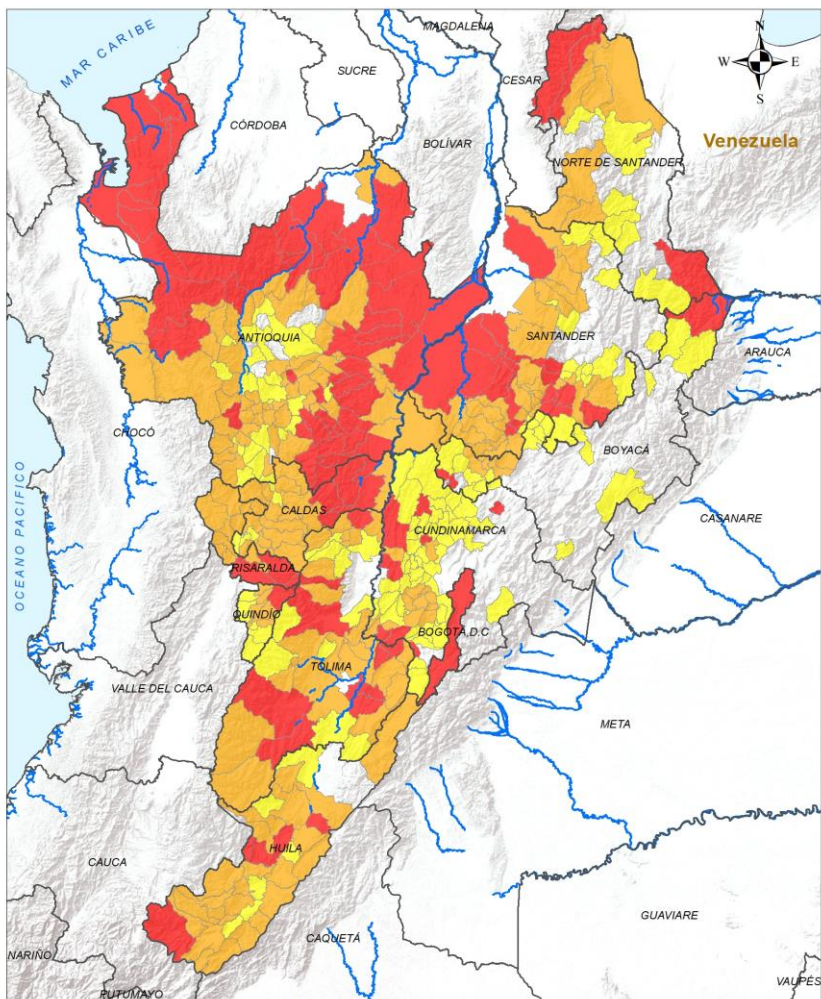 MAGDALENA
N
W E
S
MAR CARIBE
SUCRE
CESAR
CÓRDOBA
BOLÍVAR
Venezuela
NORTE DE SANTANDER
ANTIOQUIA
SANTANDER
ARAUCA
CHOCÓ
BOYACÁ
OCEANO PACIFICO
CALDAS
CUNDINAMARCA
CASANARE
RISARALDA
QUINDÍO
BOGOTÁ, D.C
TOLIMA
VALLE DEL CAUCA
META
HUILA
CAUCA
GUAVIARE
CAQUETÁ
NARIÑO
VAUPÉS
PUTUMAYO